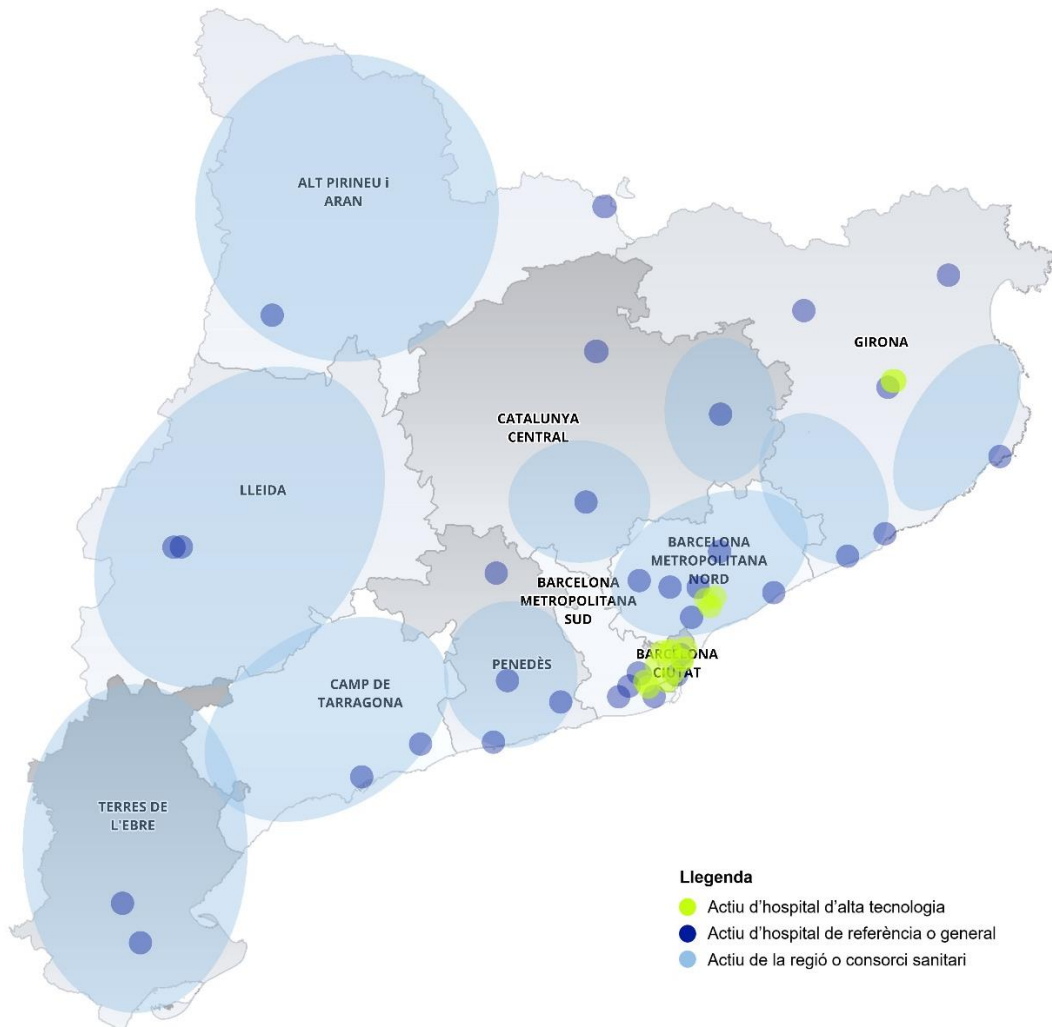 ALT PIRINEU i
ARAN
GIRONA
CATALUNYA
CENTRAL
LLEIDA
BARCELONA
METROPOLITANA
NORD
BARCELONA
METROPOLITANA
SUD
BARCELONA
CIUTAT
PENEDÈS
CAMP DE
TARRAGONA
TERRES DE
L'EBRE
Llegenda
Actiu d'hospital d'alta tecnologia
Actiu d'hospital de referència o general
Actiu de la regió o consorci sanitari